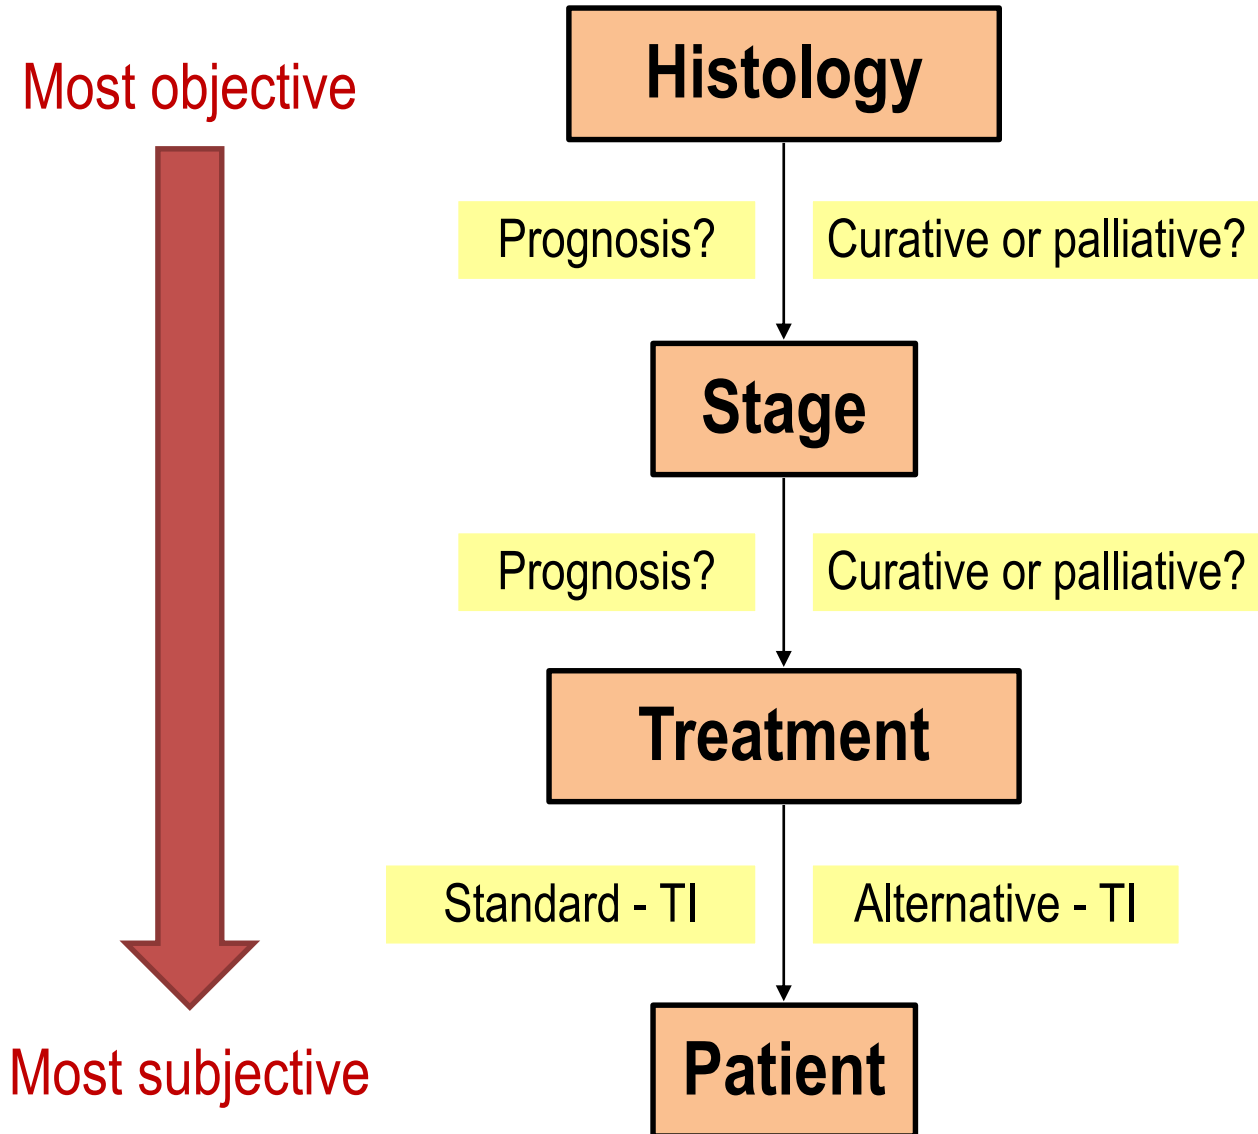 Histology
Most objective
Prognosis?
Curative or palliative?
Stage
Prognosis?
Curative or palliative?
Treatment
Standard - TI
Alternative - TI
Patient
Most subjective